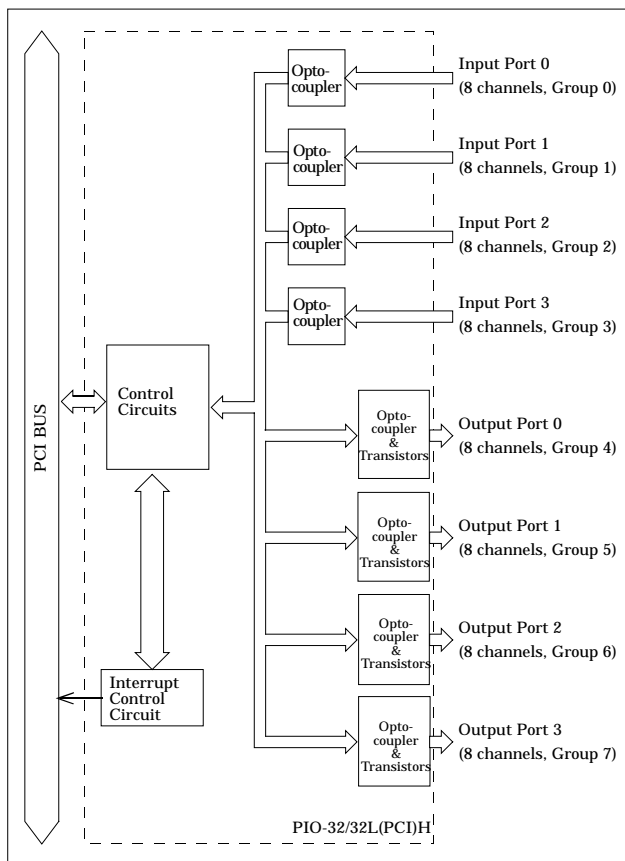 Opto-
coupler
Input Port 0
(8 channels, Group 0)
Opto-
coupler
Input Port 1
(8 channels, Group 1)
Opto-
coupler
Input Port 2
(8 channels, Group 2)
Opto-
coupler
Input Port 3
(8 channels, Group 3)
PCI BUS
Control
Circuits
Opto-
coupler
&
Transistors
Output Port 0
(8 channels, Group 4)
Opto-
coupler
&
Transistors
Output Port 1
(8 channels, Group 5)
Opto-
coupler
&
Transistors
Output Port 2
(8 channels, Group 6)
Interrupt
Control
Circuit
Opto-
coupler
&
Transistors
Output Port 3
(8 channels, Group 7)
PIO-32/32L(PCI)H